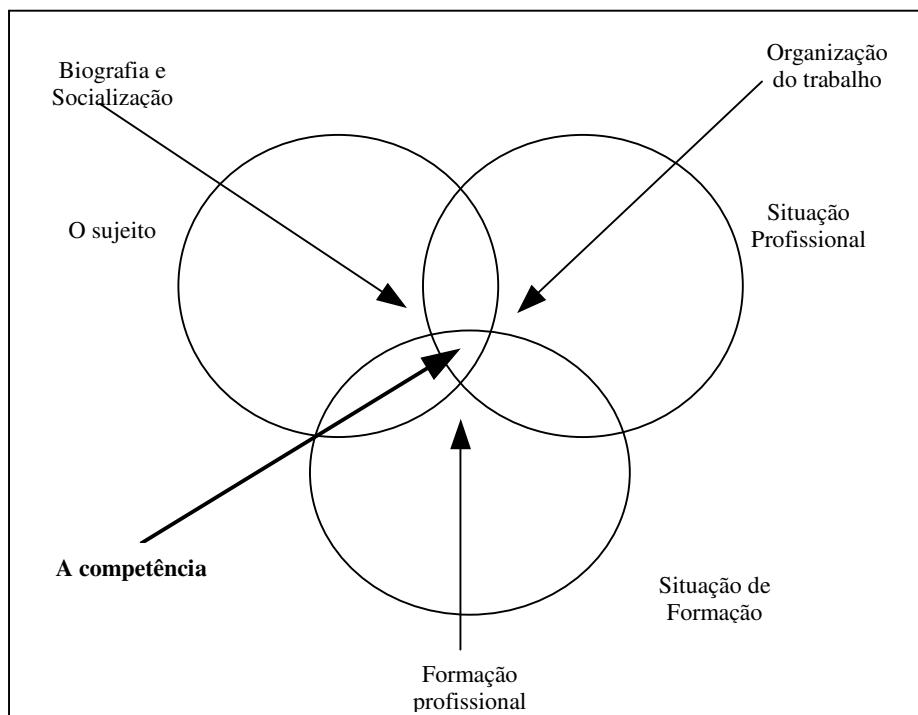 Biografia e
Socialização
Organização
do trabalho
O sujeito
Situação
Profissional
A competência
Situação de
Formação
Formação
profissional